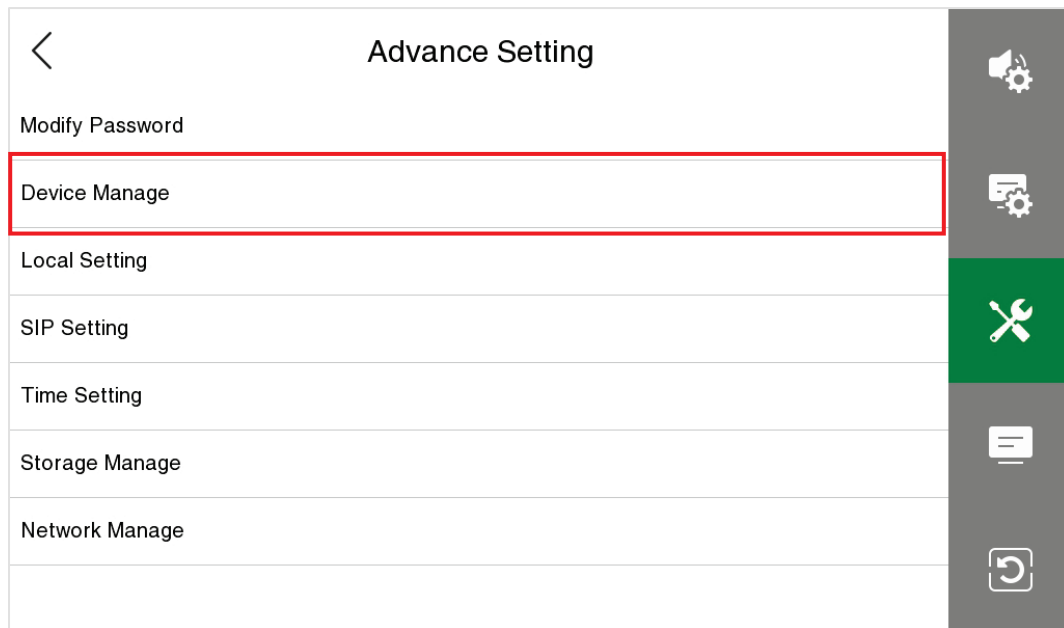 Advance Setting
Modify Password
Device Manage
Local Setting
SIP Setting
Time Setting
Storage Manage
Network Manage